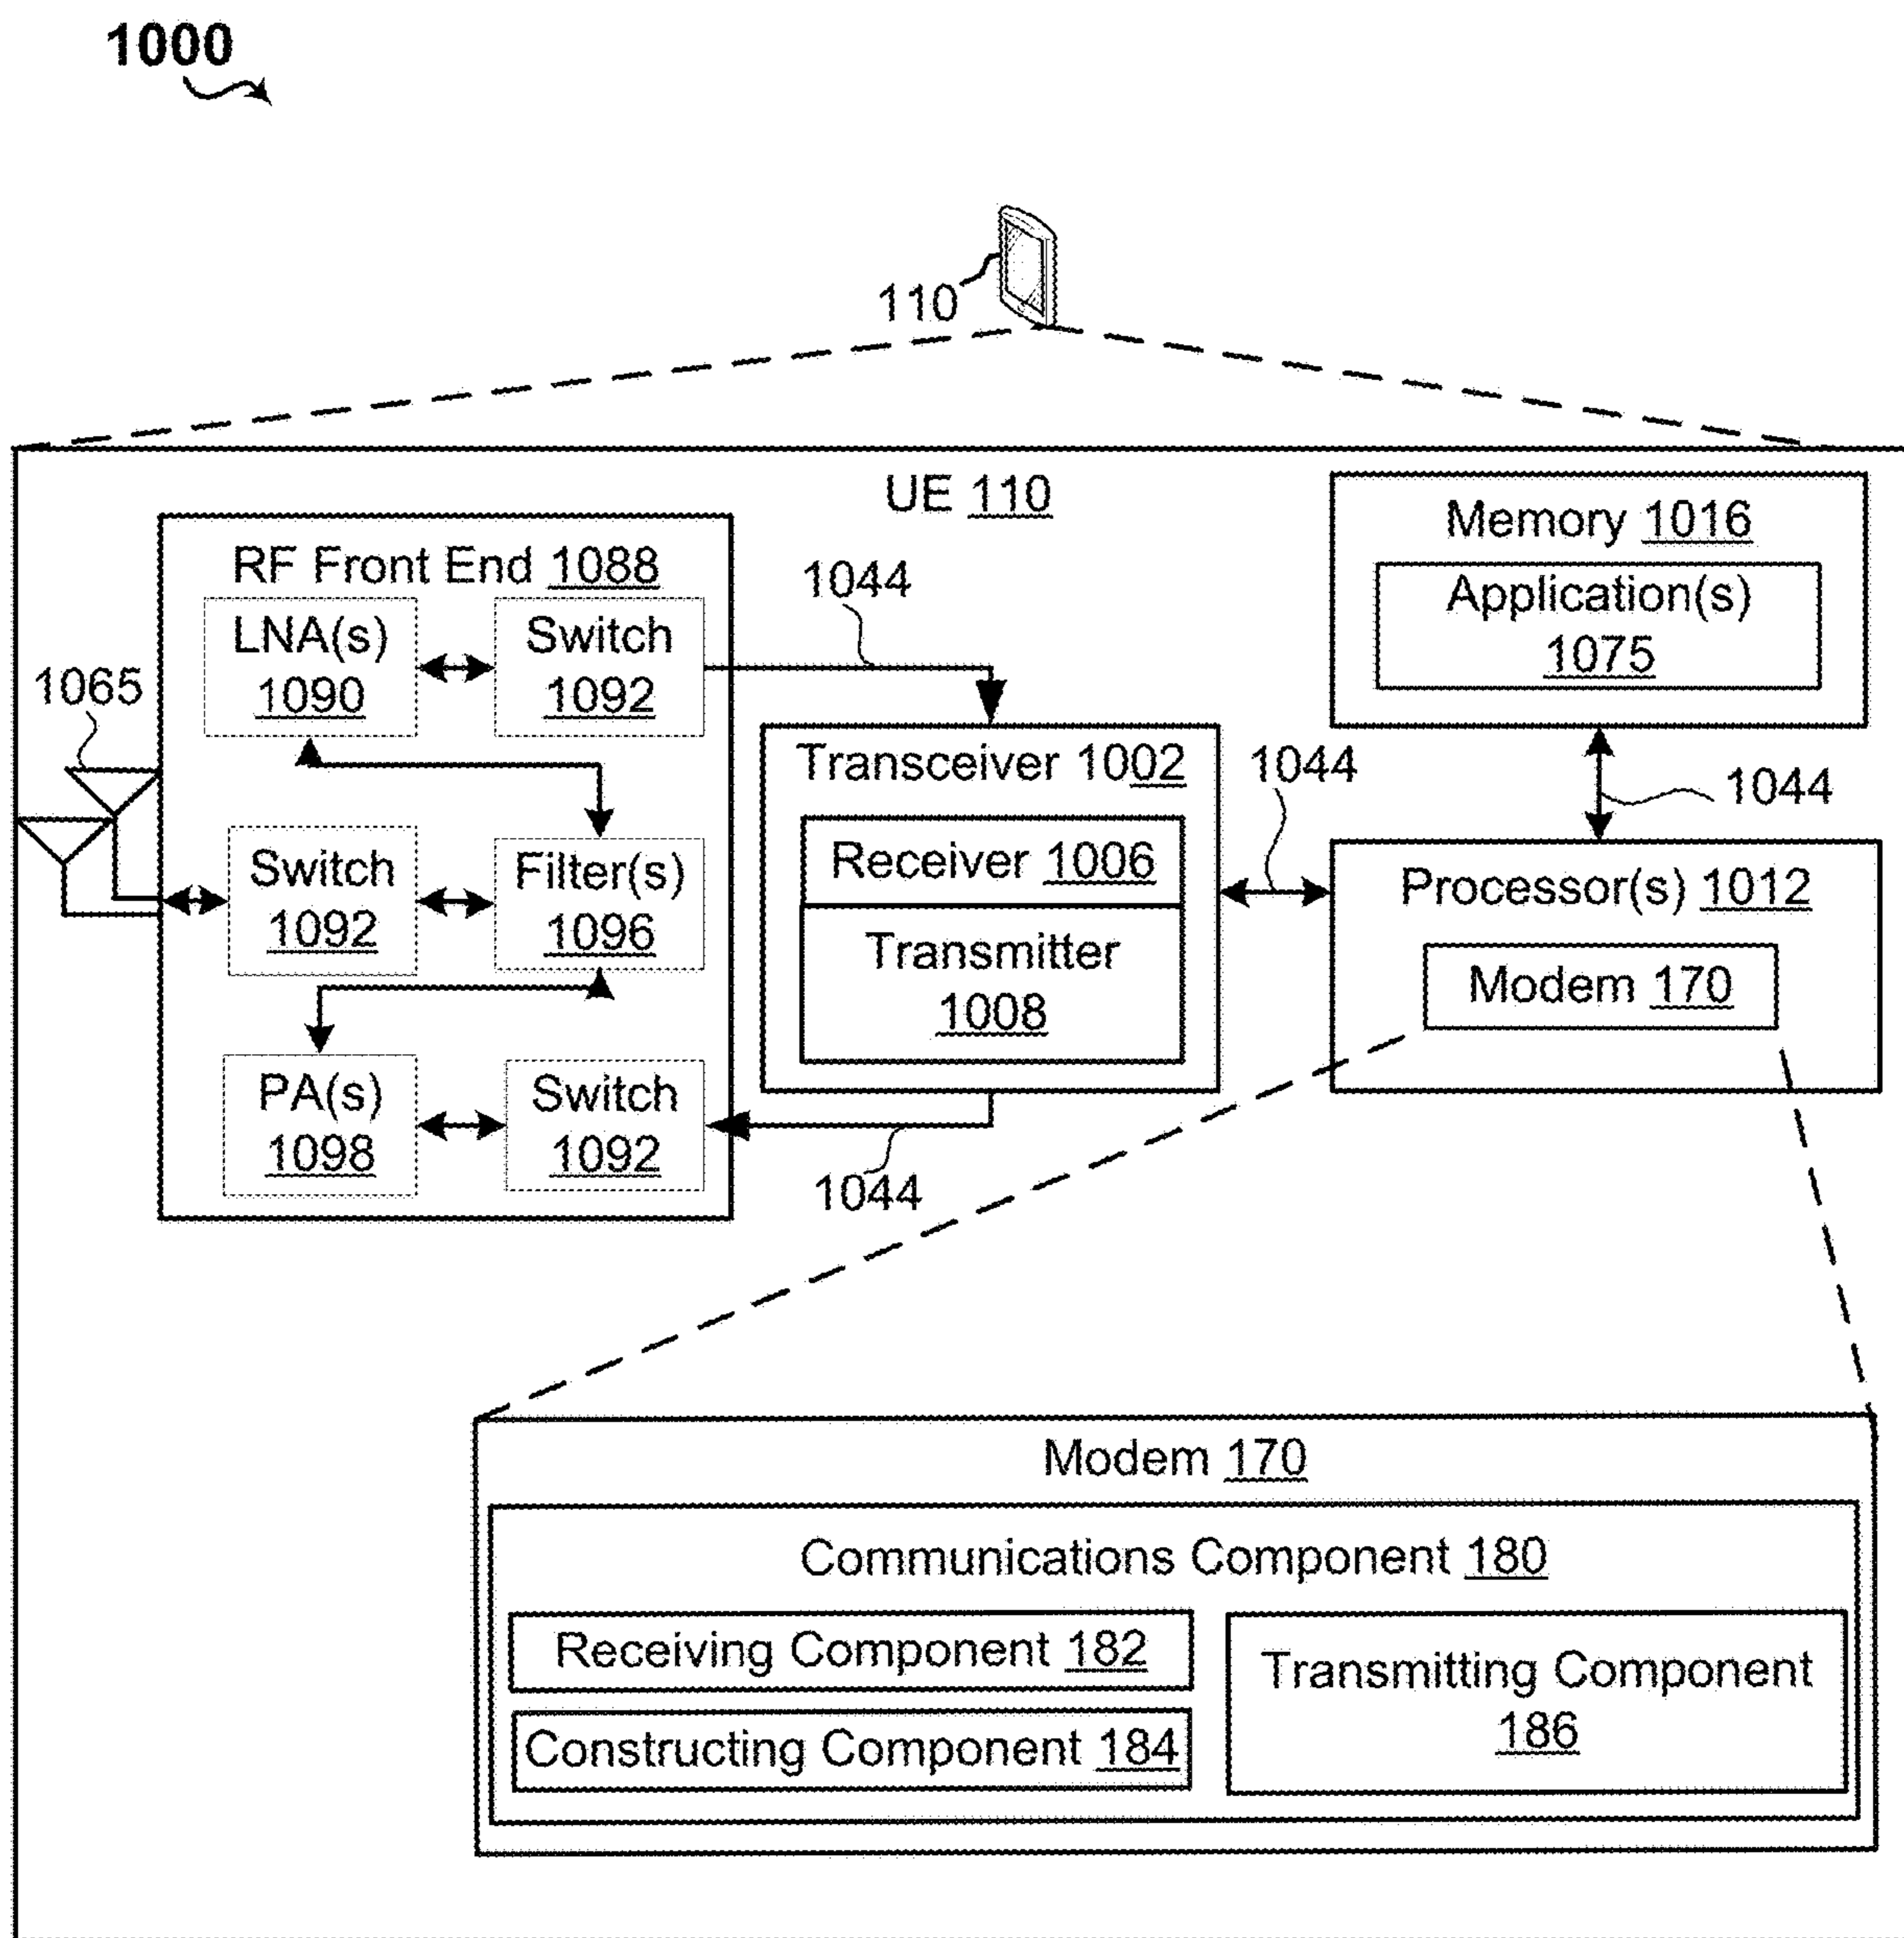 1000
110
UE 110
RF Front End 1088
LNA(s)
1090
Switch
1092
1044
1065
Switch
1092
Filter(s)
1096
PA(s)
1098
Switch
1092
1044
Transceiver 1002
Receiver 1006
Transmitter
1008
1044
Memory 1016
Application(s)
1075
1044
Processor(s) 1012
Modem 170
Modem 170
Communications Component 180
Receiving Component 182
Constructing Component 184
Transmitting Component
186